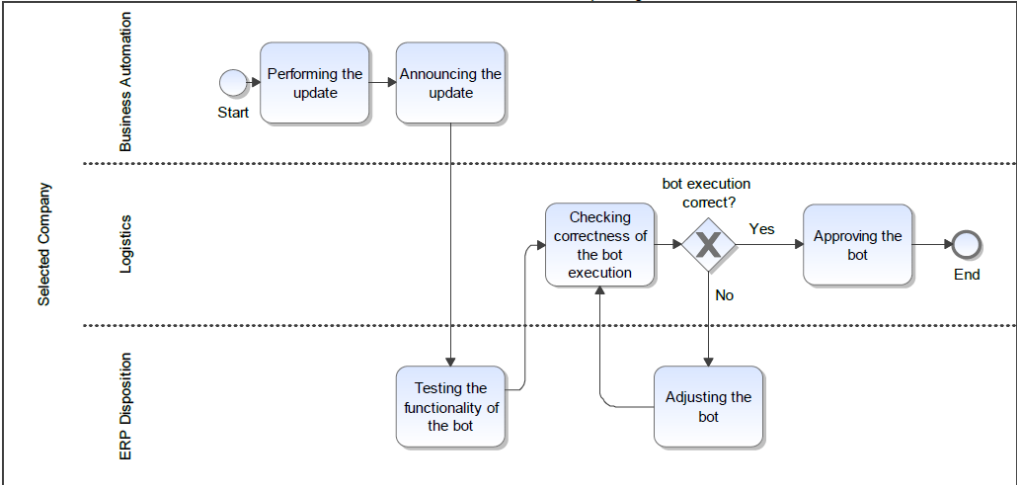 Selected Company
Business Automation
Start
Performing the
update
Announcing the
update
Logistics
Checking
correctness of
the bot
execution
bot execution
correct?
Yes
No
Approving the
bot
End
ERP Disposition
Testing the
functionality of
the bot
Adjusting the
bot